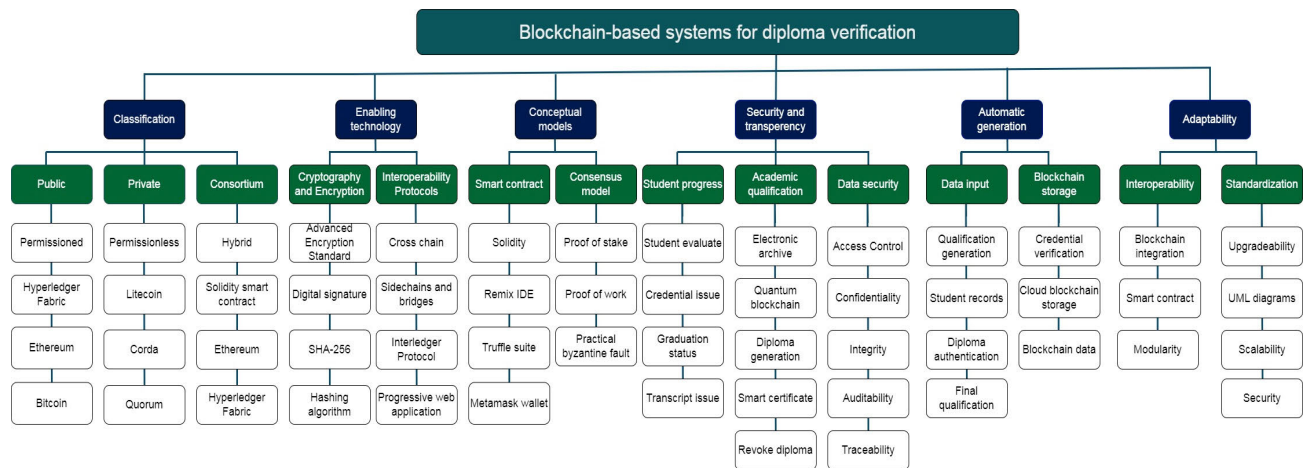 Blockchain-based systems for diploma verification
Classification
Enabling
technology
Conceptual
models
Security and
transperency
Automatic
generation
Adaptability
Public
Private
Consortium
Cryptography
and Encryption
Interoperability
Protocols
Smart contract
Consensus
model
Student progress
Academic
qualification
Data security
Data input
Blockchain
storage
Interoperability
Standardization
Permissioned
Permissionless
Hybrid
Advanced
Encryption
Standard
Cross chain
Solidity
Proof of stake
Student evaluate
Electronic
archive
Access Control
Qualification
generation
Credential
verification
Blockchain
integration
Upgradeability
Hyperledger
Fabric
Litecoin
Solidity smart
contract
Digital signature
Sidechains and
bridges
Remix IDE
Proof of work
Credential issue
Quantum
blockchain
Confidentiality
Student records
Cloud blockchain
storage
Smart contract
UML diagrams
Ethereum
Corda
Ethereum
SHA-256
Interledger
Protocol
Truffle suite
Practical
byzantine fault
Graduation
status
Diploma
generation
Integrity
Diploma
authentication
Blockchain data
Modularity
Scalability
Bitcoin
Quorum
Hyperledger
Fabric
Hashing
algorithm
Progressive web
application
Metamask wallet
Transcript issue
Smart certificate
Auditability
Final
qualification
Security
Revoke diploma
Traceability